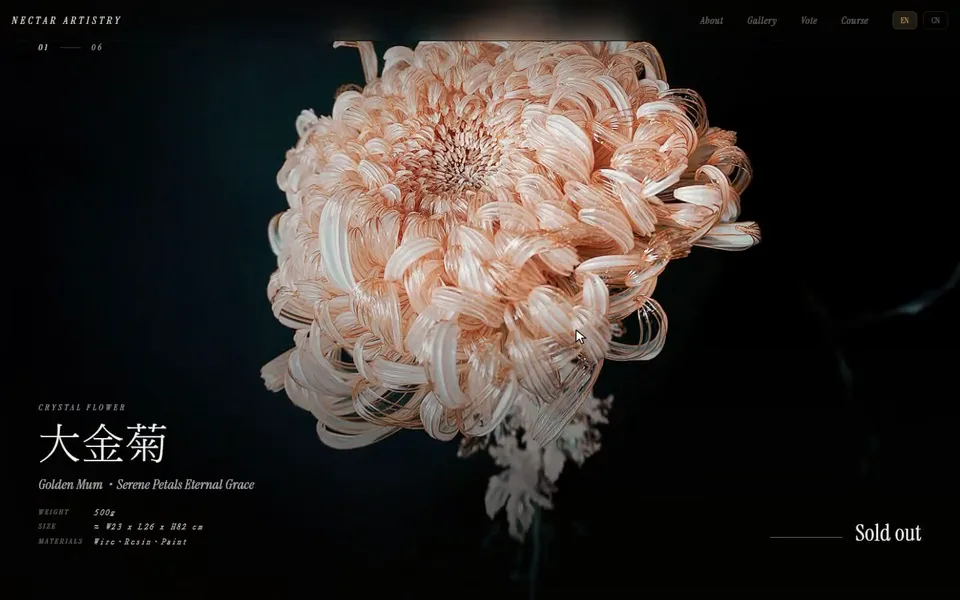 NECTAR ARTISTRY
About Gallery Vote Course EN CN
01 06
CRYSTAL FLOWER
大金菊
Golden Mum • Serene Petals Eternal Grace
WEIGHT 500g
SIZE ≈ W23 x L26 x H82 cm
MATERIALS Wire • Resin • Paint
Sold out